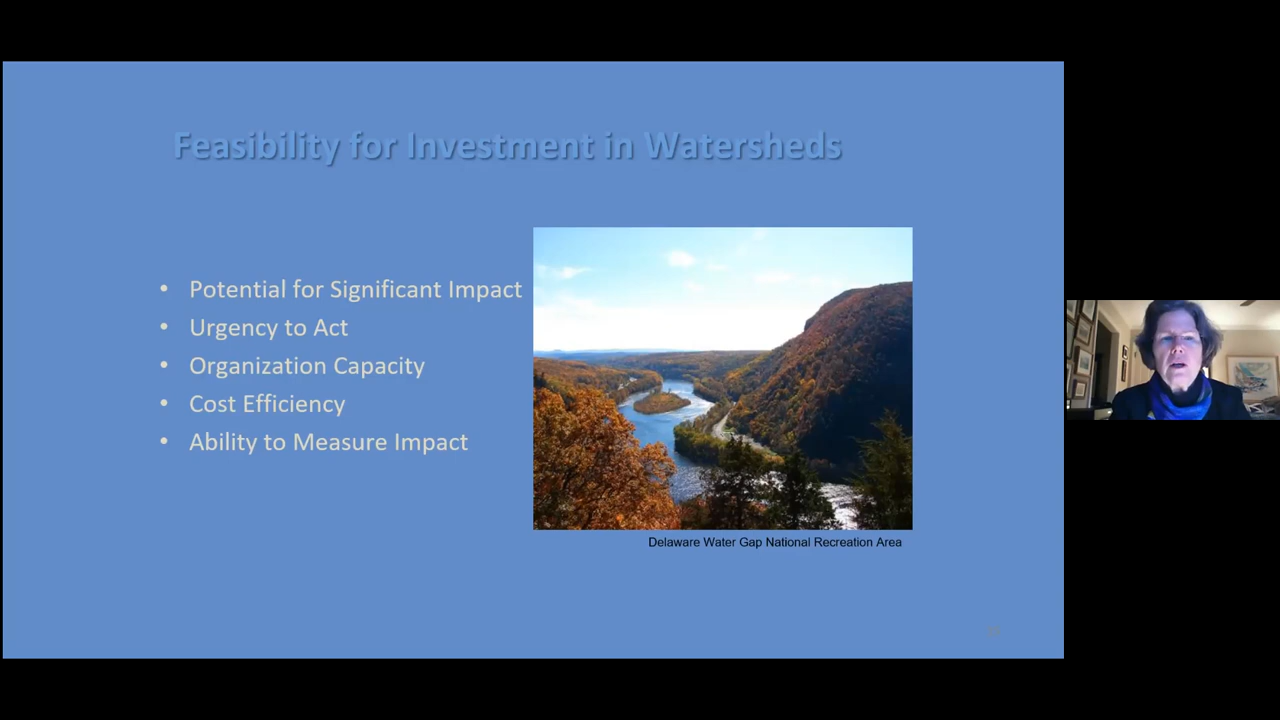 Feasibility for Investment in Watersheds
• Potential for Significant Impact
• Urgency to Act
• Organization Capacity
• Cost Efficiency
• Ability to Measure Impact
Delaware Water Gap National Recreation Area